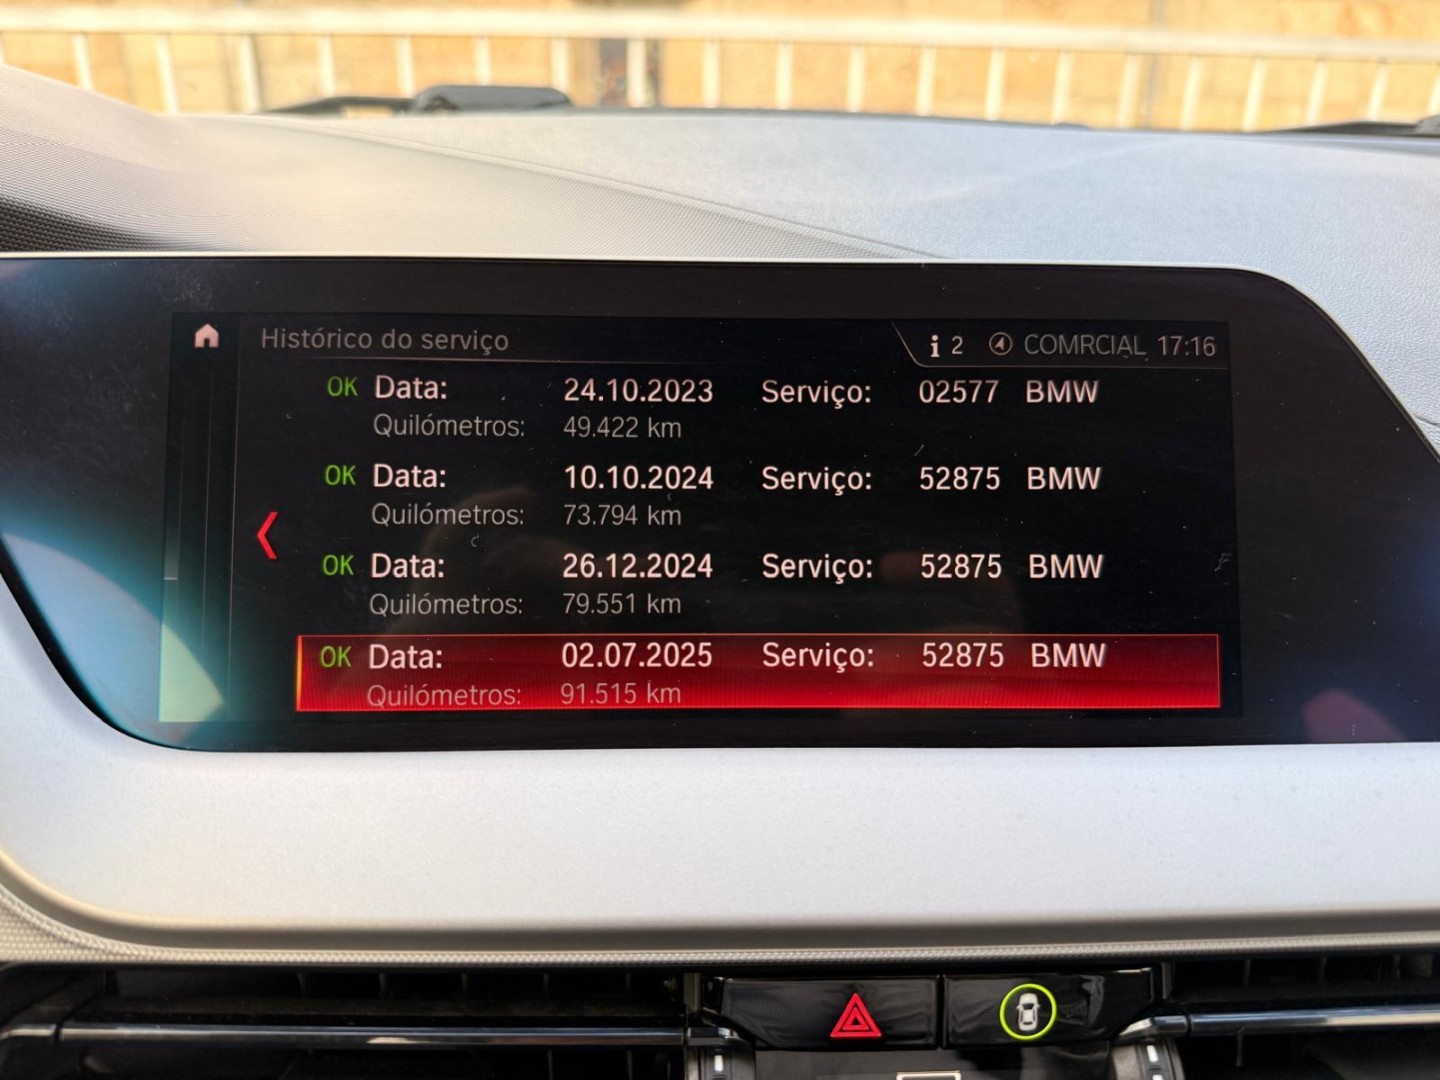 Histórico do serviço
i 2 COMRCIAL 17:16
OK Data: 24.10.2023 Serviço: 02577 BMW
Quilómetros: 49.422 km
OK Data: 10.10.2024 Serviço: 52875 BMW
Quilómetros: 73.794 km
OK Data: 26.12.2024 Serviço: 52875 BMW
Quilómetros: 79.551 km
OK Data: 02.07.2025 Serviço: 52875 BMW
Quilómetros: 91.515 km